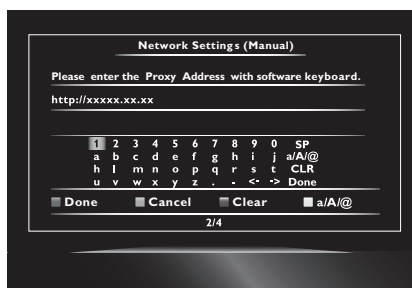 Network Settings (Manual)
Please enter the Proxy Address with software keyboard.
http://xxxxx.xx.xx
1 2 3 4 5 6 7 8 9 0 SP
a b c d e f g h i j a/A/@
h l m n o p q r s t CLR
u v w x y z . - <- -> Done
Done Cancel Clear a/A/@
2/4